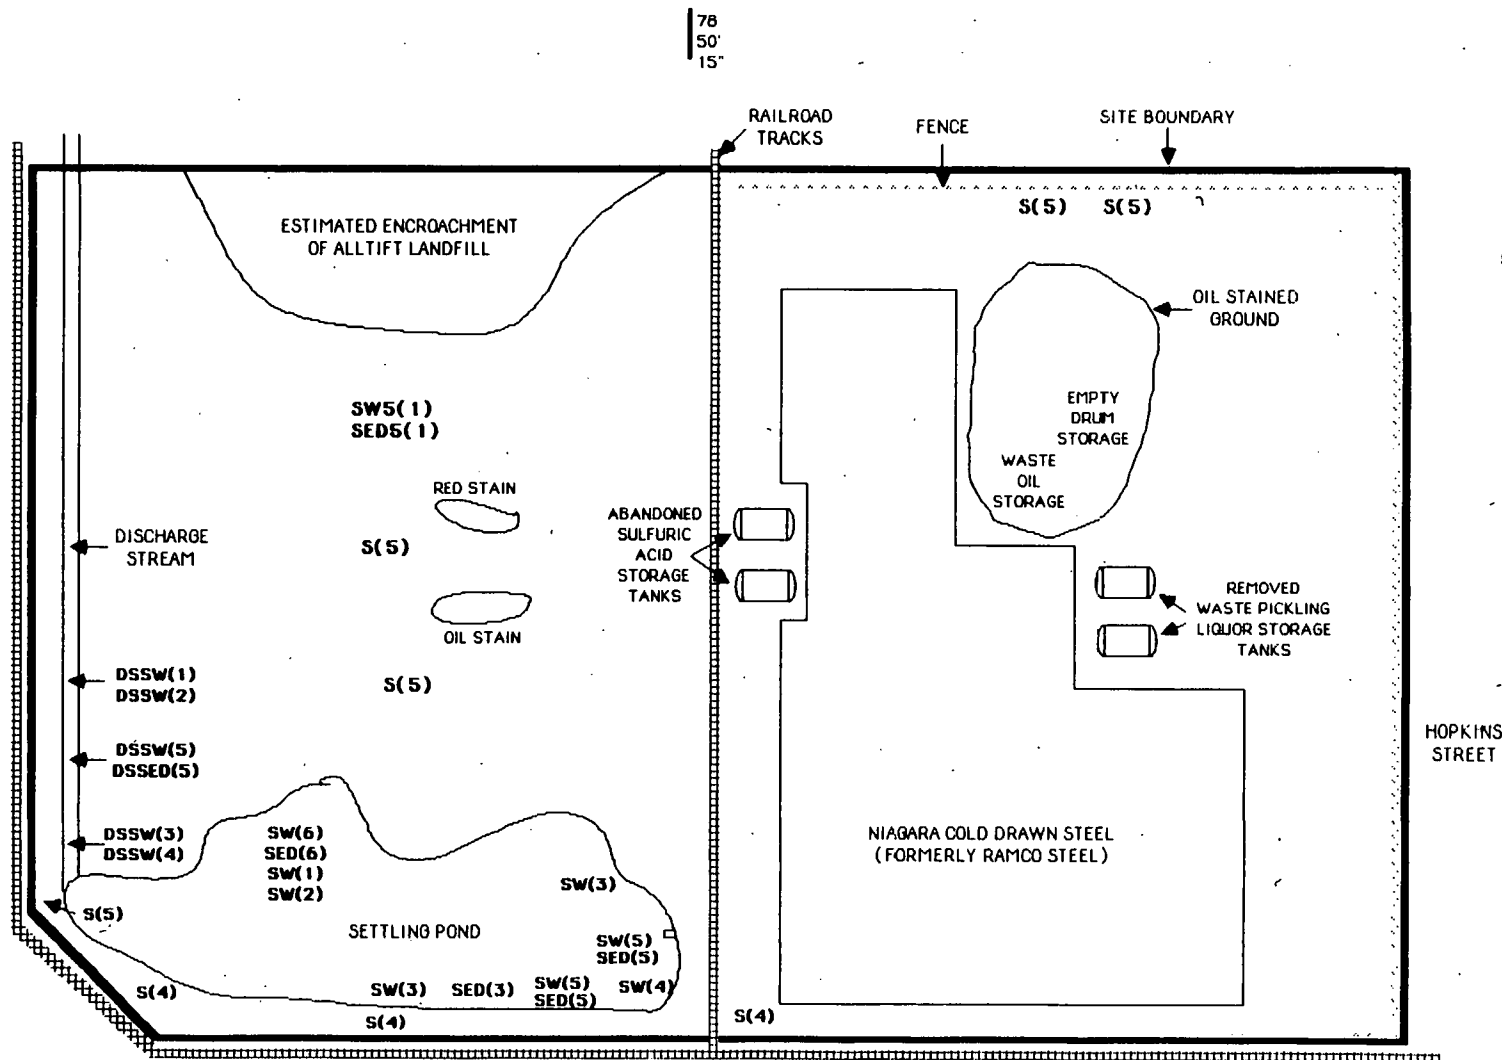 78
50'
15"
RAILROAD
TRACKS
FENCE
SITE BOUNDARY
S(5) S(5)
ESTIMATED ENCROACHMENT
OF ALLTIFT LANDFILL
OIL STAINED
GROUND
EMPTY
DRUM
STORAGE
WASTE
OIL
STORAGE
SW5(1)
SED5(1)
RED STAIN
ABANDONED
SULFURIC
ACID
STORAGE
TANKS
DISCHARGE
STREAM
S(5)
OIL STAIN
REMOVED
WASTE PICKLING
LIQUOR STORAGE
TANKS
S(5)
DSSW(1)
DSSW(2)
HOPKINS
STREET
DSSW(5)
DSSED(5)
DSSW(3)
DSSW(4)
SW(6)
SED(6)
SW(1)
SW(2)
NIAGARA COLD DRAWN STEEL
(FORMERLY RAMCO STEEL)
SW(3)
S(5)
SETTLING POND
SW(5)
SED(5)
S(4)
SW(3) SED(3)
SW(5)
SED(5)
SW(4)
S(4)
S(4)